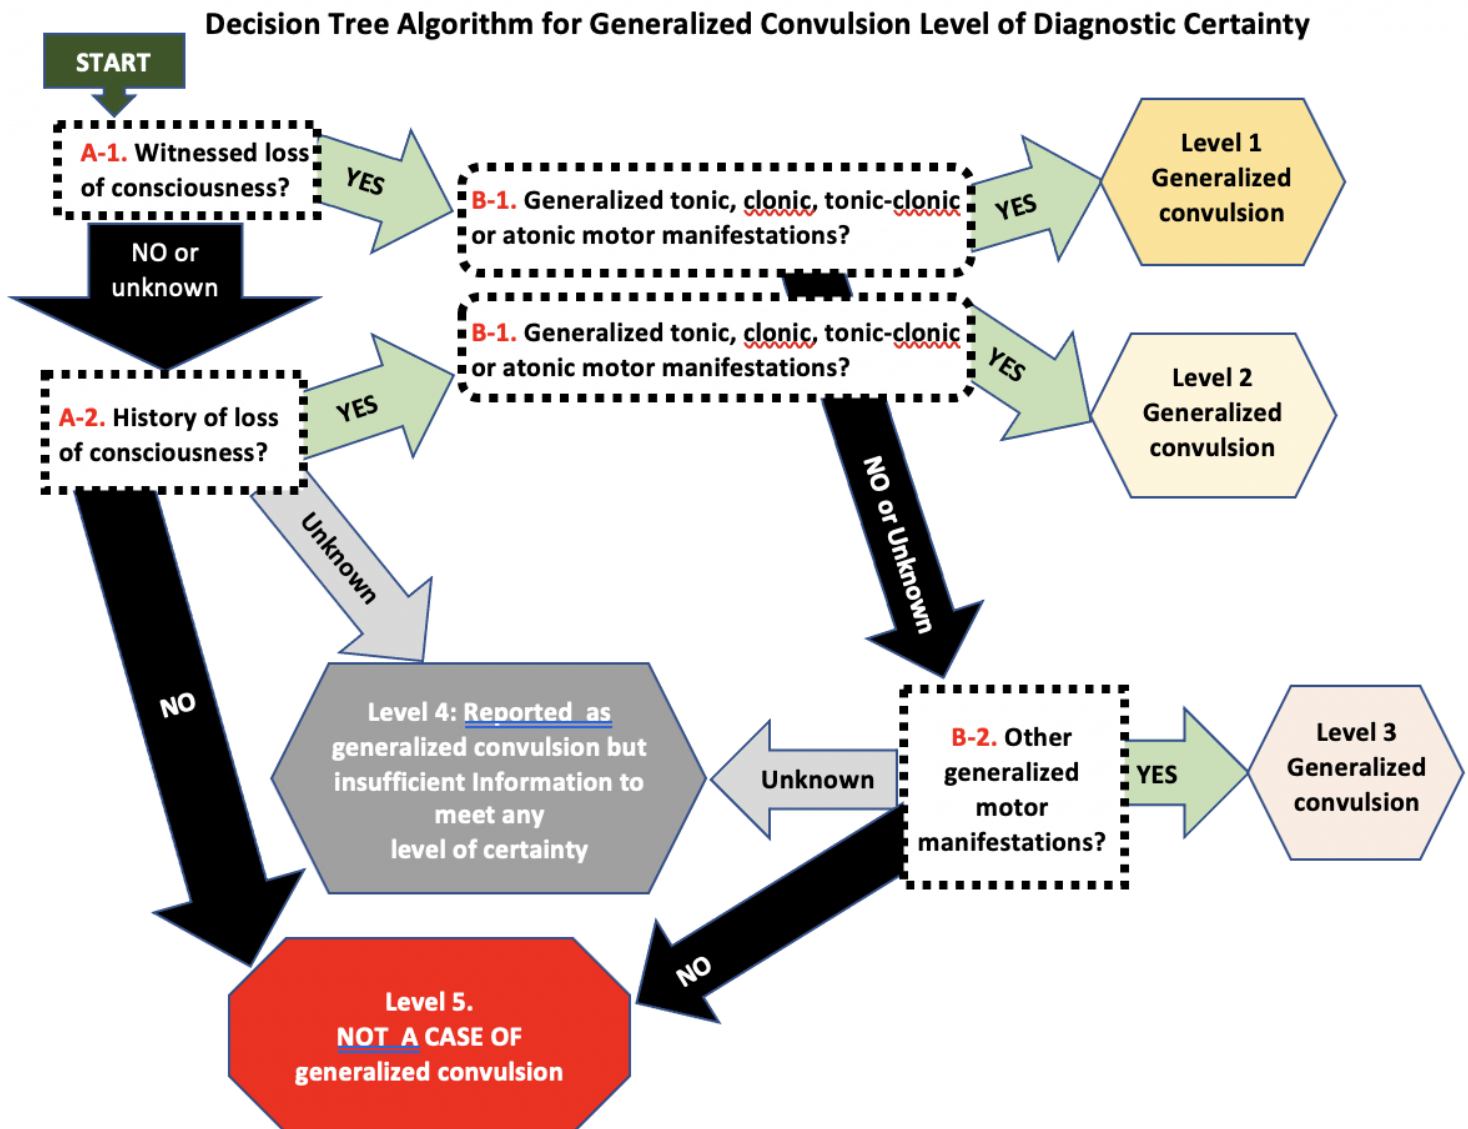 Decision Tree Algorithm for Generalized Convulsion Level of Diagnostic Certainty
START
A-1. Witnessed loss
of consciousness?
YES
B-1. Generalized tonic, clonic, tonic-clonic
or atonic motor manifestations?
YES
Level 1
Generalized
convulsion
NO or
unknown
A-2. History of loss
of consciousness?
YES
B-1. Generalized tonic, clonic, tonic-clonic
or atonic motor manifestations?
YES
Level 2
Generalized
convulsion
Unknown
NO or Unknown
NO
Level 4: Reported as
generalized convulsion but
insufficient Information to
meet any
level of certainty
Unknown
B-2. Other
generalized
motor
manifestations?
YES
Level 3
Generalized
convulsion
NO
Level 5.
NOT A CASE OF
generalized convulsion